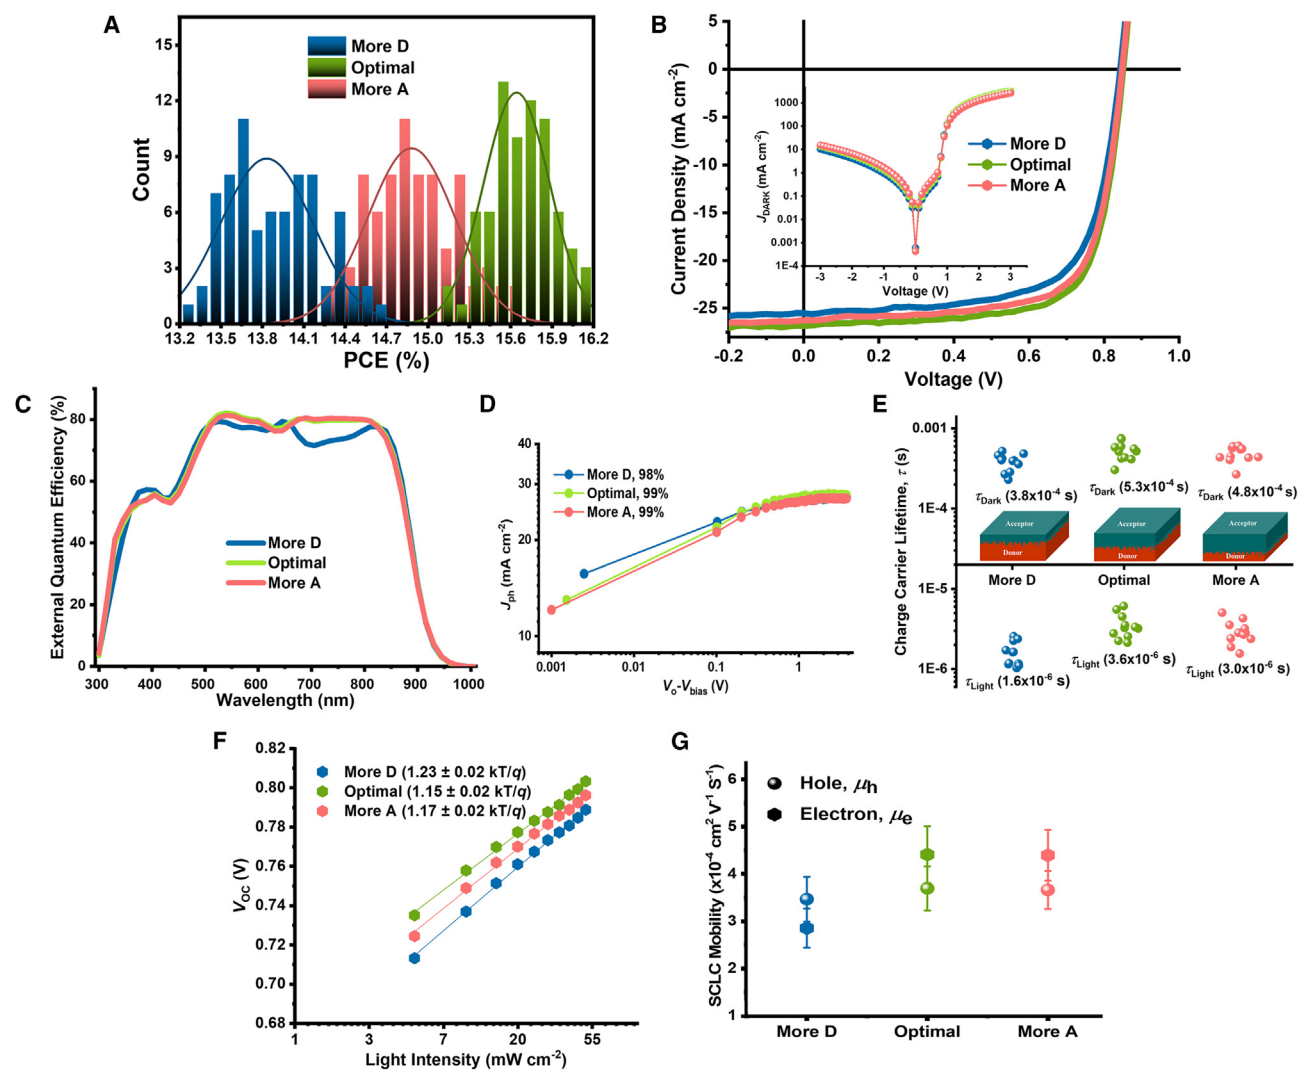 A
15
12
9
6
3
0
Count
More D
Optimal
More A
13.2 13.5 13.8 14.1 14.4 14.7 15.0 15.3 15.6 15.9 16.2
PCE (%)
B
5
0
-5
-10
-15
-20
-25
Current Density (mA cm-2)
1000
100
10
1
0.1
0.01
0.001
1E-4
JDARK (mA cm-2)
-3 -2 -1 0 1 2 3
Voltage (V)
More D
Optimal
More A
-0.2 0.0 0.2 0.4 0.6 0.8 1.0
Voltage (V)
C
80
60
40
20
0
External Quantum Efficiency (%)
More D
Optimal
More A
300 400 500 600 700 800 900 1000
Wavelength (nm)
D
40
30
20
10
Jph (mA cm-2)
More D, 98%
Optimal, 99%
More A, 99%
0.001 0.01 0.1 1
Vo-Vbias (V)
E
0.001
1E-4
1E-5
1E-6
Charge Carrier Lifetime, τ (s)
τDark (3.8x10-4 s)
τDark (5.3x10-4 s)
τDark (4.8x10-4 s)
Acceptor
Donor
Acceptor
Donor
Acceptor
Donor
More D Optimal More A
τLight (1.6x10-6 s)
τLight (3.6x10-6 s)
τLight (3.0x10-6 s)
F
0.82
0.80
0.78
0.76
0.74
0.72
0.70
0.68
VOC (V)
More D (1.23 ± 0.02 kT/q)
Optimal (1.15 ± 0.02 kT/q)
More A (1.17 ± 0.02 kT/q)
1 3 7 20 55
Light Intensity (mW cm-2)
G
6
5
4
3
2
1
SCLC Mobility (x10-4 cm2 V-1 S-1)
Hole, μh
Electron, μe
More D Optimal More A